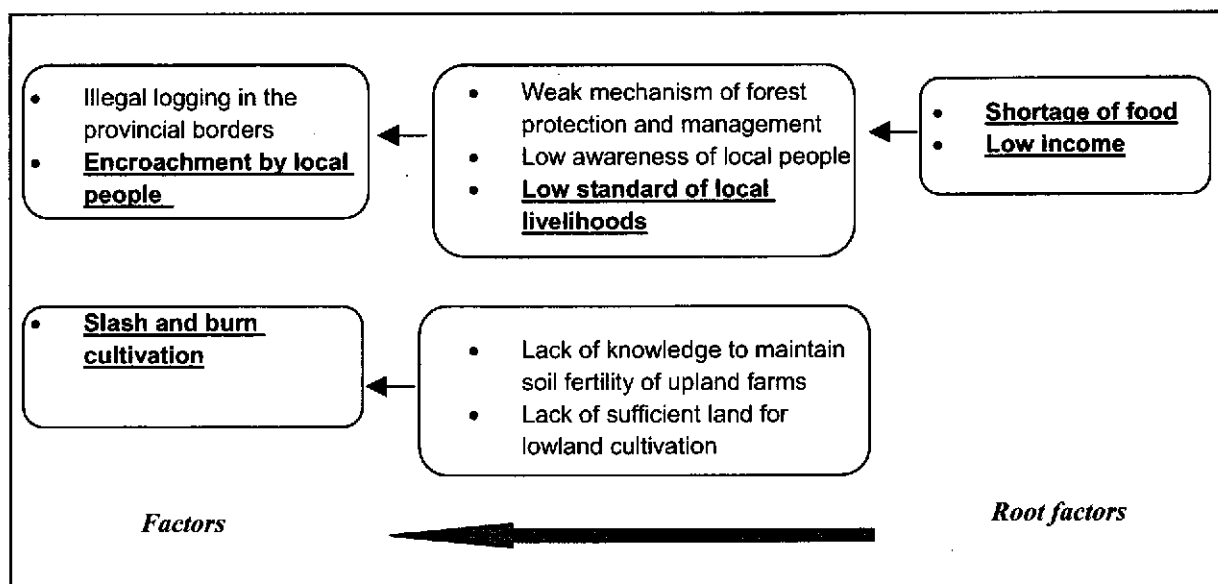 • Illegal logging in the
provincial borders
• Encroachment by local
people
• Weak mechanism of forest
protection and management
• Low awareness of local people
• Low standard of local
livelihoods
• Shortage of food
• Low income
• Slash and burn
cultivation
• Lack of knowledge to maintain
soil fertility of upland farms
• Lack of sufficient land for
lowland cultivation
Factors
Root factors